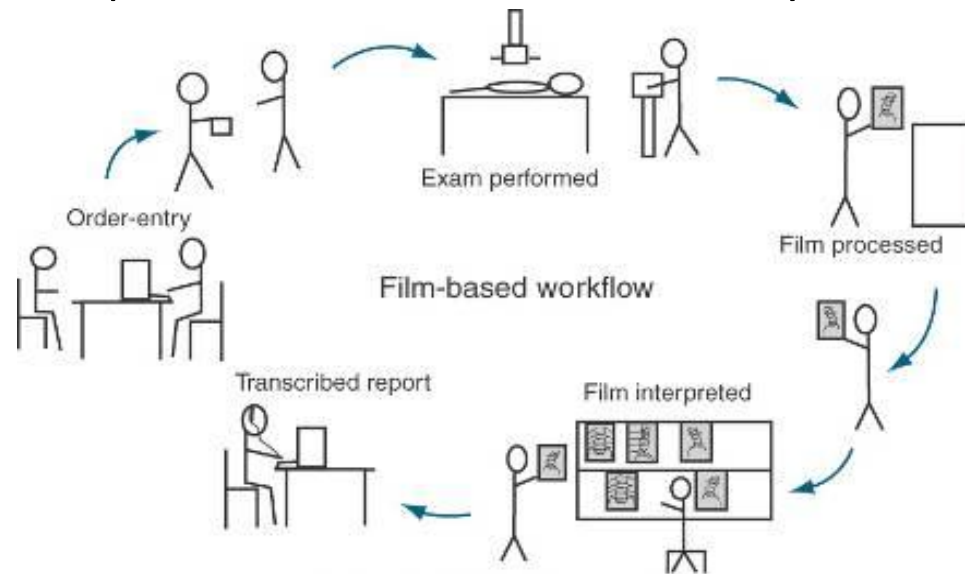 Exam performed
Order-entry
Film processed
Film-based workflow
Transcribed report
Film interpreted